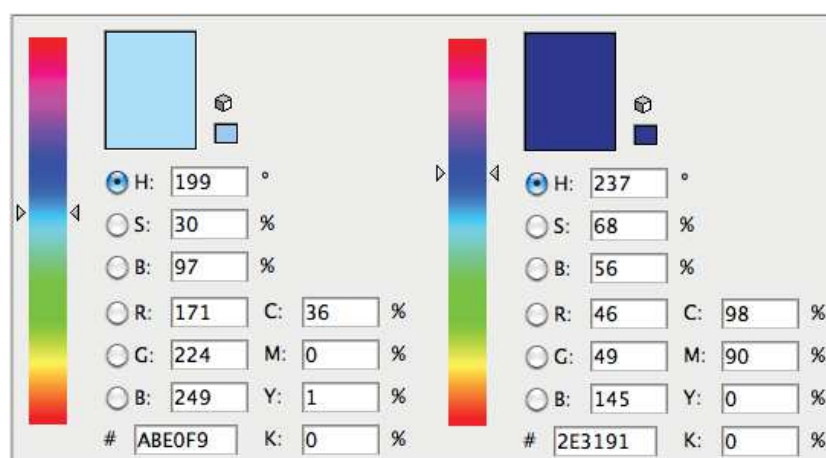 H: 199 °
S: 30 %
B: 97 %
R: 171 C: 36 %
G: 224 M: 0 %
B: 249 Y: 1 %
# ABE0F9 K: 0 %
H: 237 °
S: 68 %
B: 56 %
R: 46 C: 98 %
G: 49 M: 90 %
B: 145 Y: 0 %
# 2E3191 K: 0 %